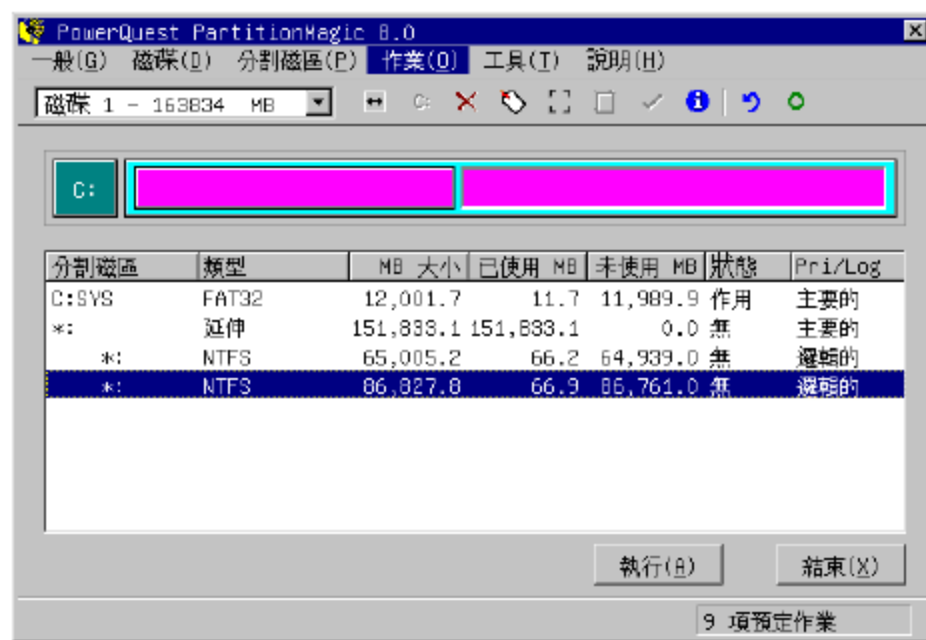 PowerQuest PartitionMagic 8.0
一般(G) 磁碟(D) 分割磁區(P) 作業(O) 工具(T) 說明(H)
磁碟 1 - 163834 MB C:
C:
分割磁區 類型 MB 大小 已使用 MB 未使用 MB 狀態 Pri/Log
C:SYS FAT32 12,001.7 11.7 11,989.9 作用 主要的
*: 延伸 151,833.1 151,833.1 0.0 無 主要的
*: NTFS 65,005.2 66.2 64,939.0 無 邏輯的
*: NTFS 86,827.8 66.9 86,761.0 無 邏輯的
執行(A) 結束(X)
9 項預定作業